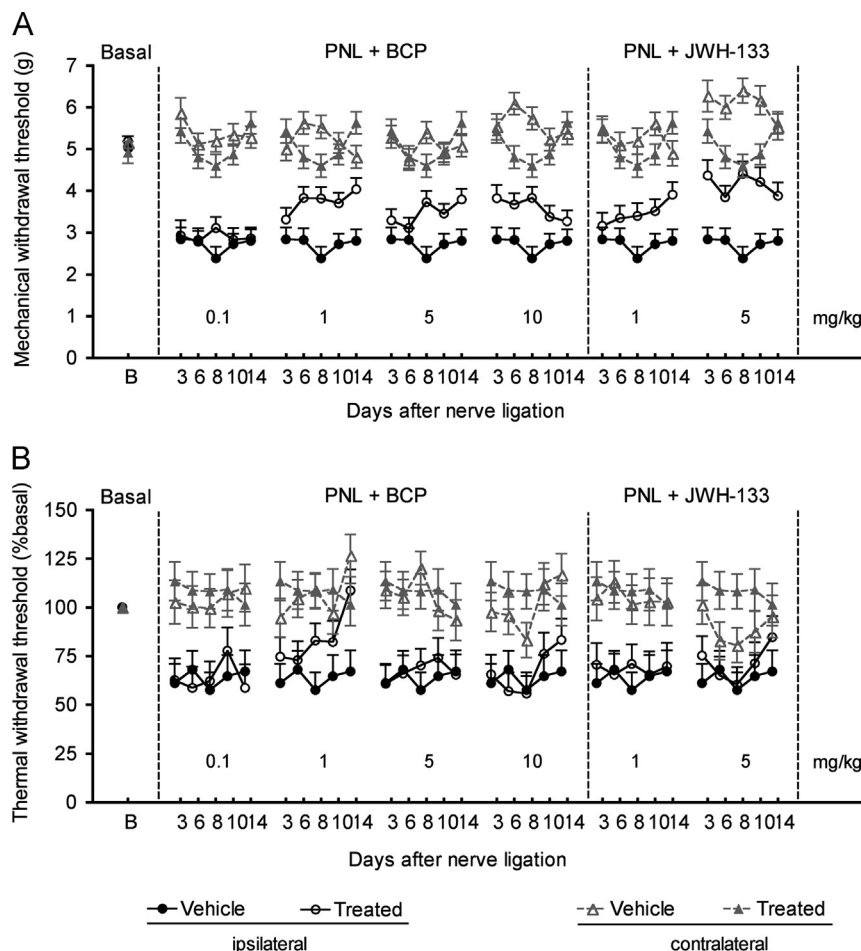 A
Basal PNL + BCP PNL + JWH-133
Mechanical withdrawal threshold (g)
7
6
5
4
3
2
1
0
0.1 1 5 10 1 5 mg/kg
B 3 6 8 1014 3 6 8 1014 3 6 8 1014 3 6 8 1014 3 6 8 1014 3 6 8 1014
Days after nerve ligation
B
Basal PNL + BCP PNL + JWH-133
Thermal withdrawal threshold (%basal)
150
125
100
75
50
25
0
0.1 1 5 10 1 5 mg/kg
B 3 6 8 1014 3 6 8 1014 3 6 8 1014 3 6 8 1014 3 6 8 1014 3 6 8 1014
Days after nerve ligation
Vehicle Treated Vehicle Treated
ipsilateral contralateral